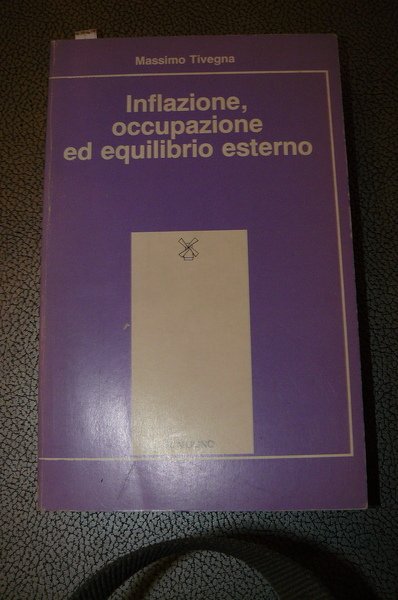 Massimo Tivegna
Inflazione,
occupazione
ed equilibrio esterno